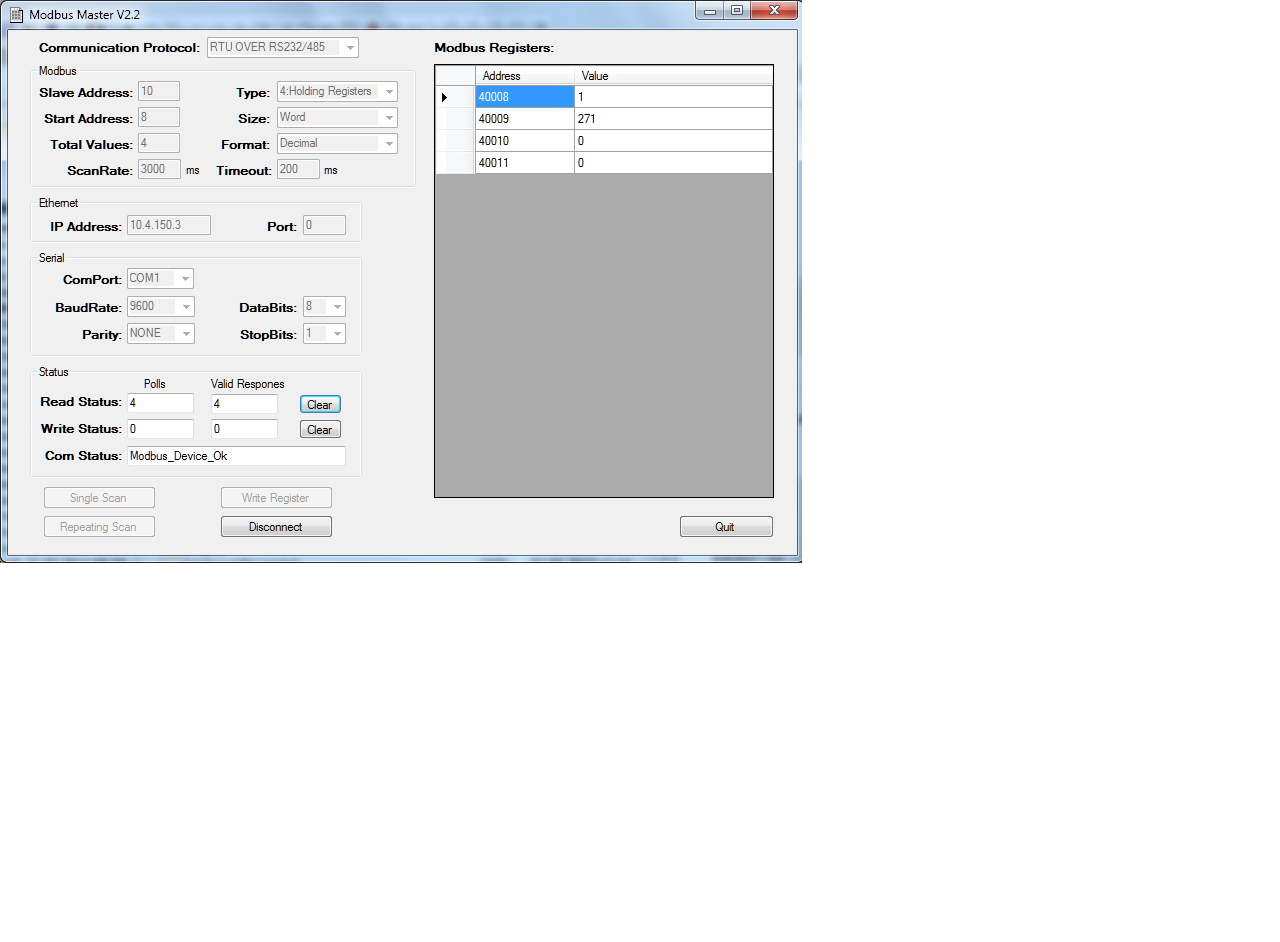 Modbus Master V2.2
Communication Protocol: RTU OVER RS232/485
Modbus
Slave Address: 10 Type: 4:Holding Registers
Start Address: 8 Size: Word
Total Values: 4 Format: Decimal
ScanRate: 3000 ms Timeout: 200 ms
Ethernet
IP Address: 10.4.150.3 Port: 0
Serial
ComPort: COM1
BaudRate: 9600 DataBits: 8
Parity: NONE StopBits: 1
Status
Polls Valid Respones
Read Status: 4 4 Clear
Write Status: 0 0 Clear
Com Status: Modbus_Device_Ok
Single Scan Write Register
Repeating Scan Disconnect
Modbus Registers:
Address Value
40008 1
40009 271
40010 0
40011 0
Quit